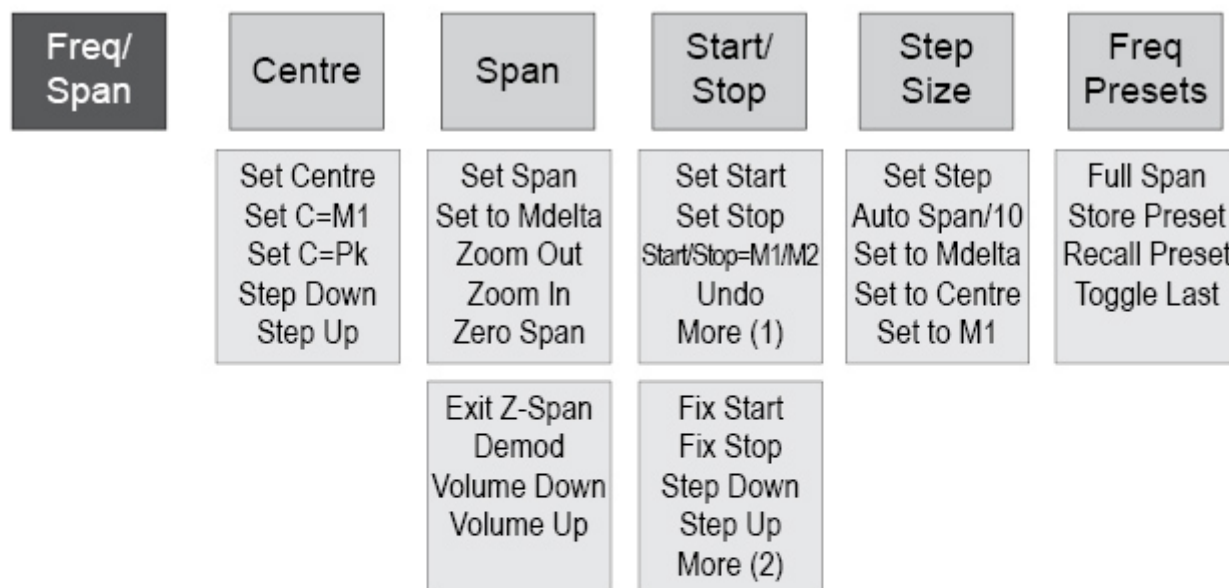 Freq/
Span
Centre
Span
Start/
Stop
Step
Size
Freq
Presets
Set Centre
Set C=M1
Set C=Pk
Step Down
Step Up
Set Span
Set to Mdelta
Zoom Out
Zoom In
Zero Span
Set Start
Set Stop
Start/Stop=M1/M2
Undo
More (1)
Set Step
Auto Span/10
Set to Mdelta
Set to Centre
Set to M1
Full Span
Store Preset
Recall Preset
Toggle Last
Exit Z-Span
Demod
Volume Down
Volume Up
Fix Start
Fix Stop
Step Down
Step Up
More (2)